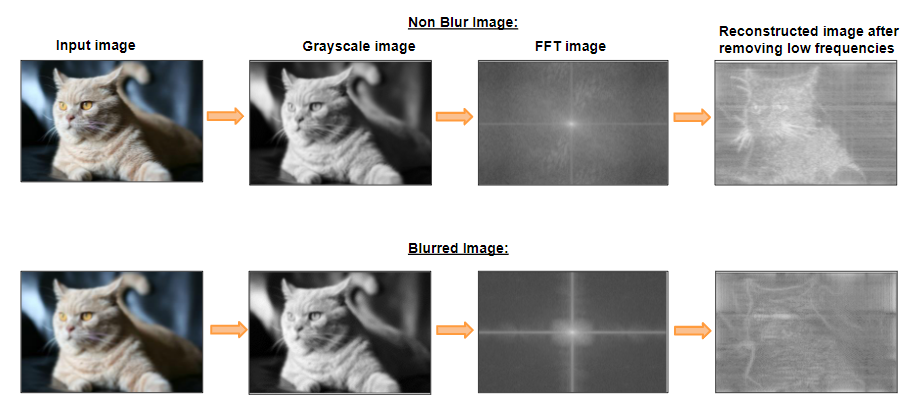 Non Blur Image:
Input image
Grayscale image
FFT image
Reconstructed image after
removing low frequencies
Blurred Image: